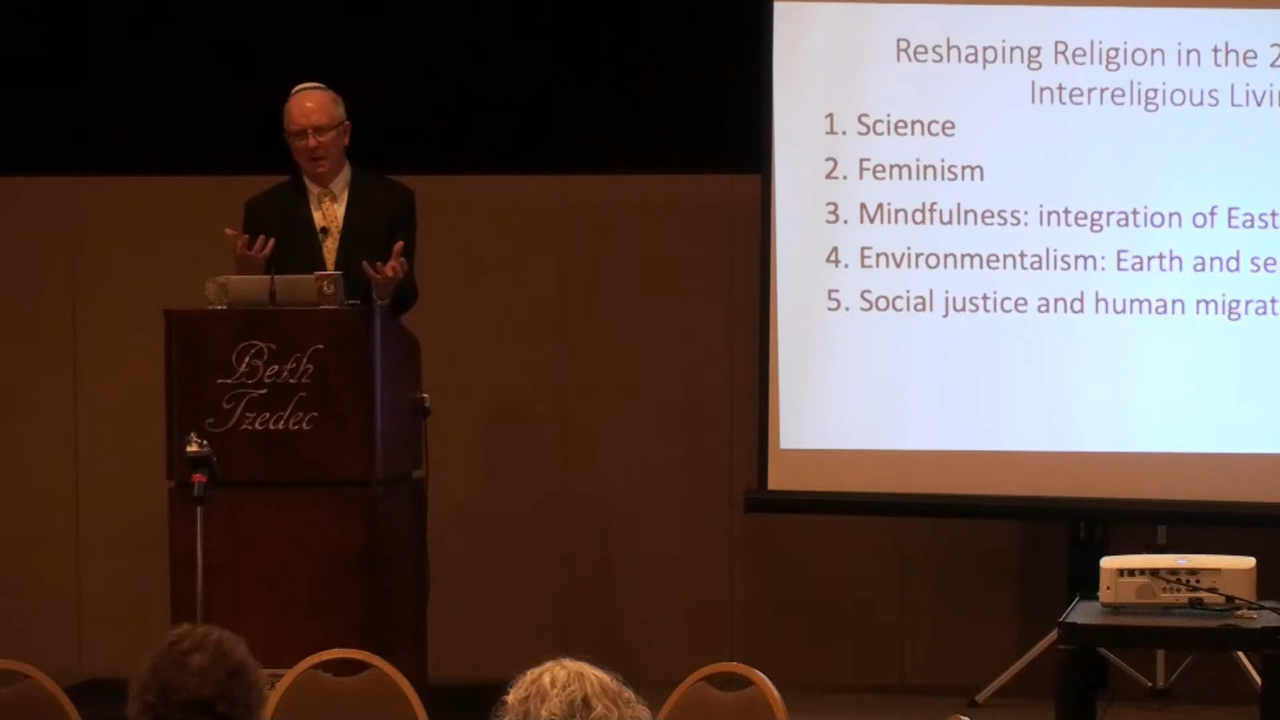 Beth
Tzedec
Reshaping Religion in the 2
Interreligious Livi
1. Science
2. Feminism
3. Mindfulness: integration of East
4. Environmentalism: Earth and se
5. Social justice and human migrat